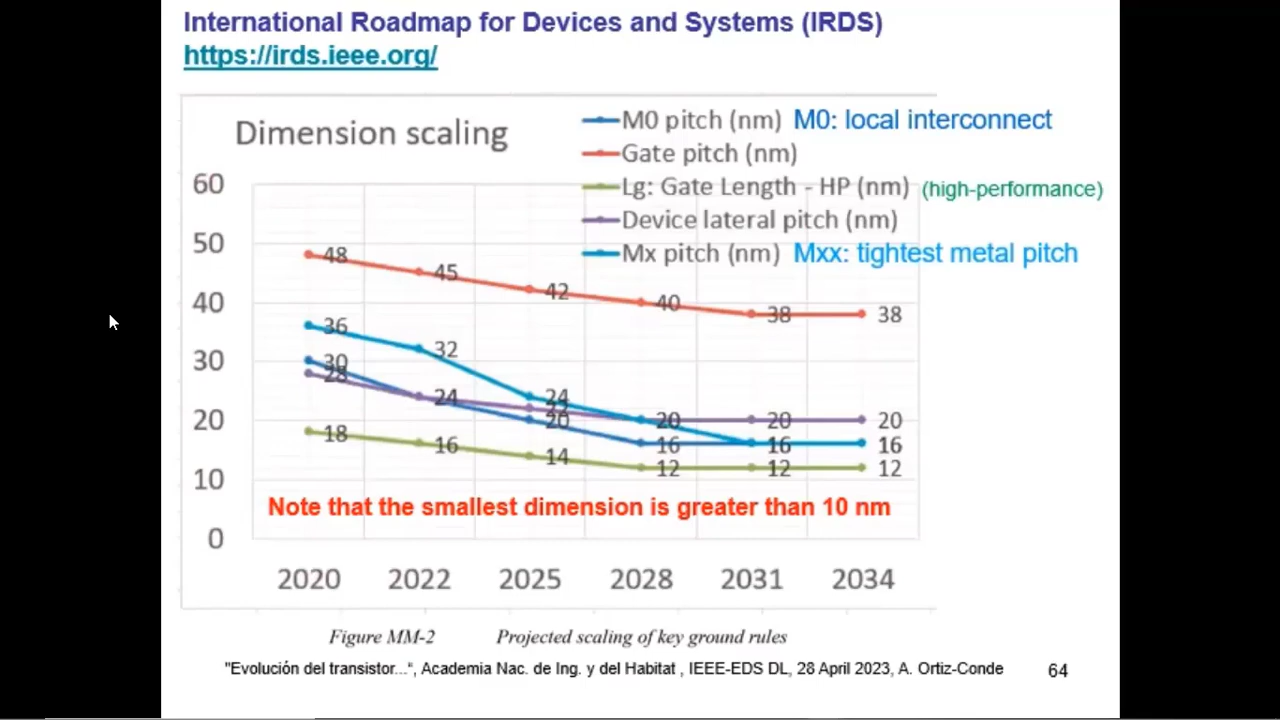 International Roadmap for Devices and Systems (IRDS)
https://irds.ieee.org/
Dimension scaling
M0 pitch (nm) M0: local interconnect
Gate pitch (nm)
Lg: Gate Length - HP (nm) (high-performance)
Device lateral pitch (nm)
Mx pitch (nm) Mxx: tightest metal pitch
60
50
40
30
20
10
0
48 45 42 40 38 38
36 32 24 20 16 16
30 24 20 16 16 16
28 24 22 20 20 20
18 16 14 12 12 12
Note that the smallest dimension is greater than 10 nm
2020 2022 2025 2028 2031 2034
Figure MM-2 Projected scaling of key ground rules
"Evolución del transistor...“, Academia Nac. de Ing. y del Habitat , IEEE-EDS DL, 28 April 2023, A. Ortiz-Conde 64